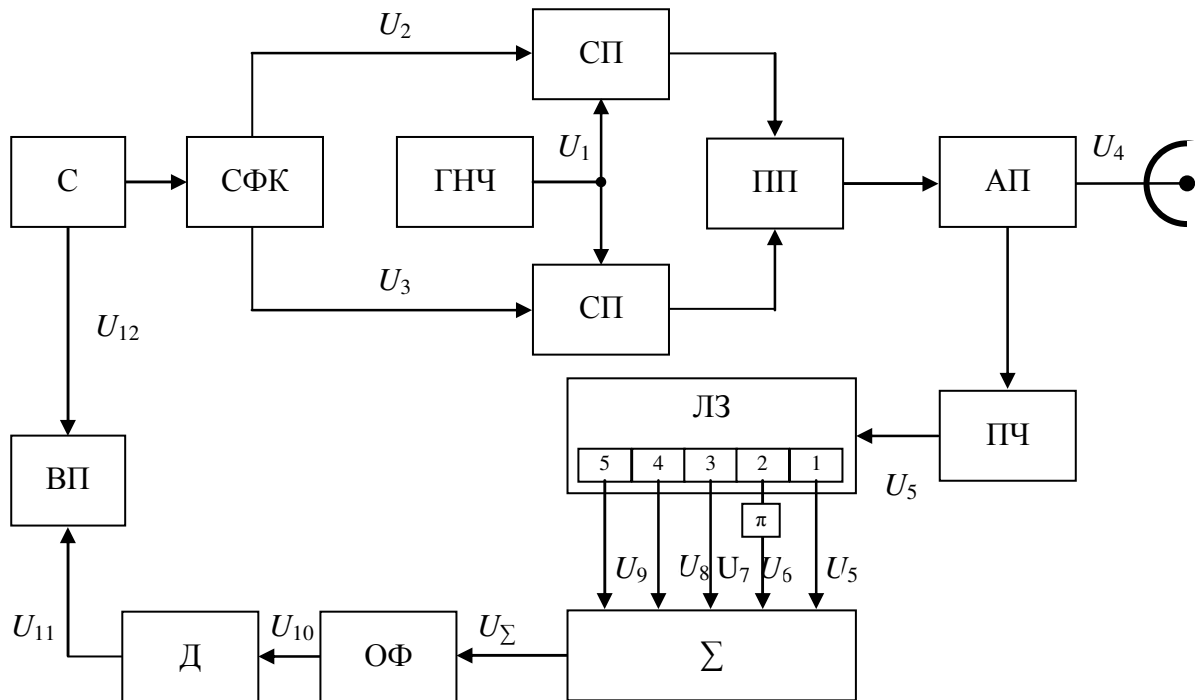 U2
СП
С
СФК
ГНЧ
U1
ПП
АП
U4
U3
СП
U12
ЛЗ
5 4 3 2 1
ПЧ
U5
ВП
π
U9 U8 U7 U6 U5
U11
Д
U10
ОФ
UΣ
Σ